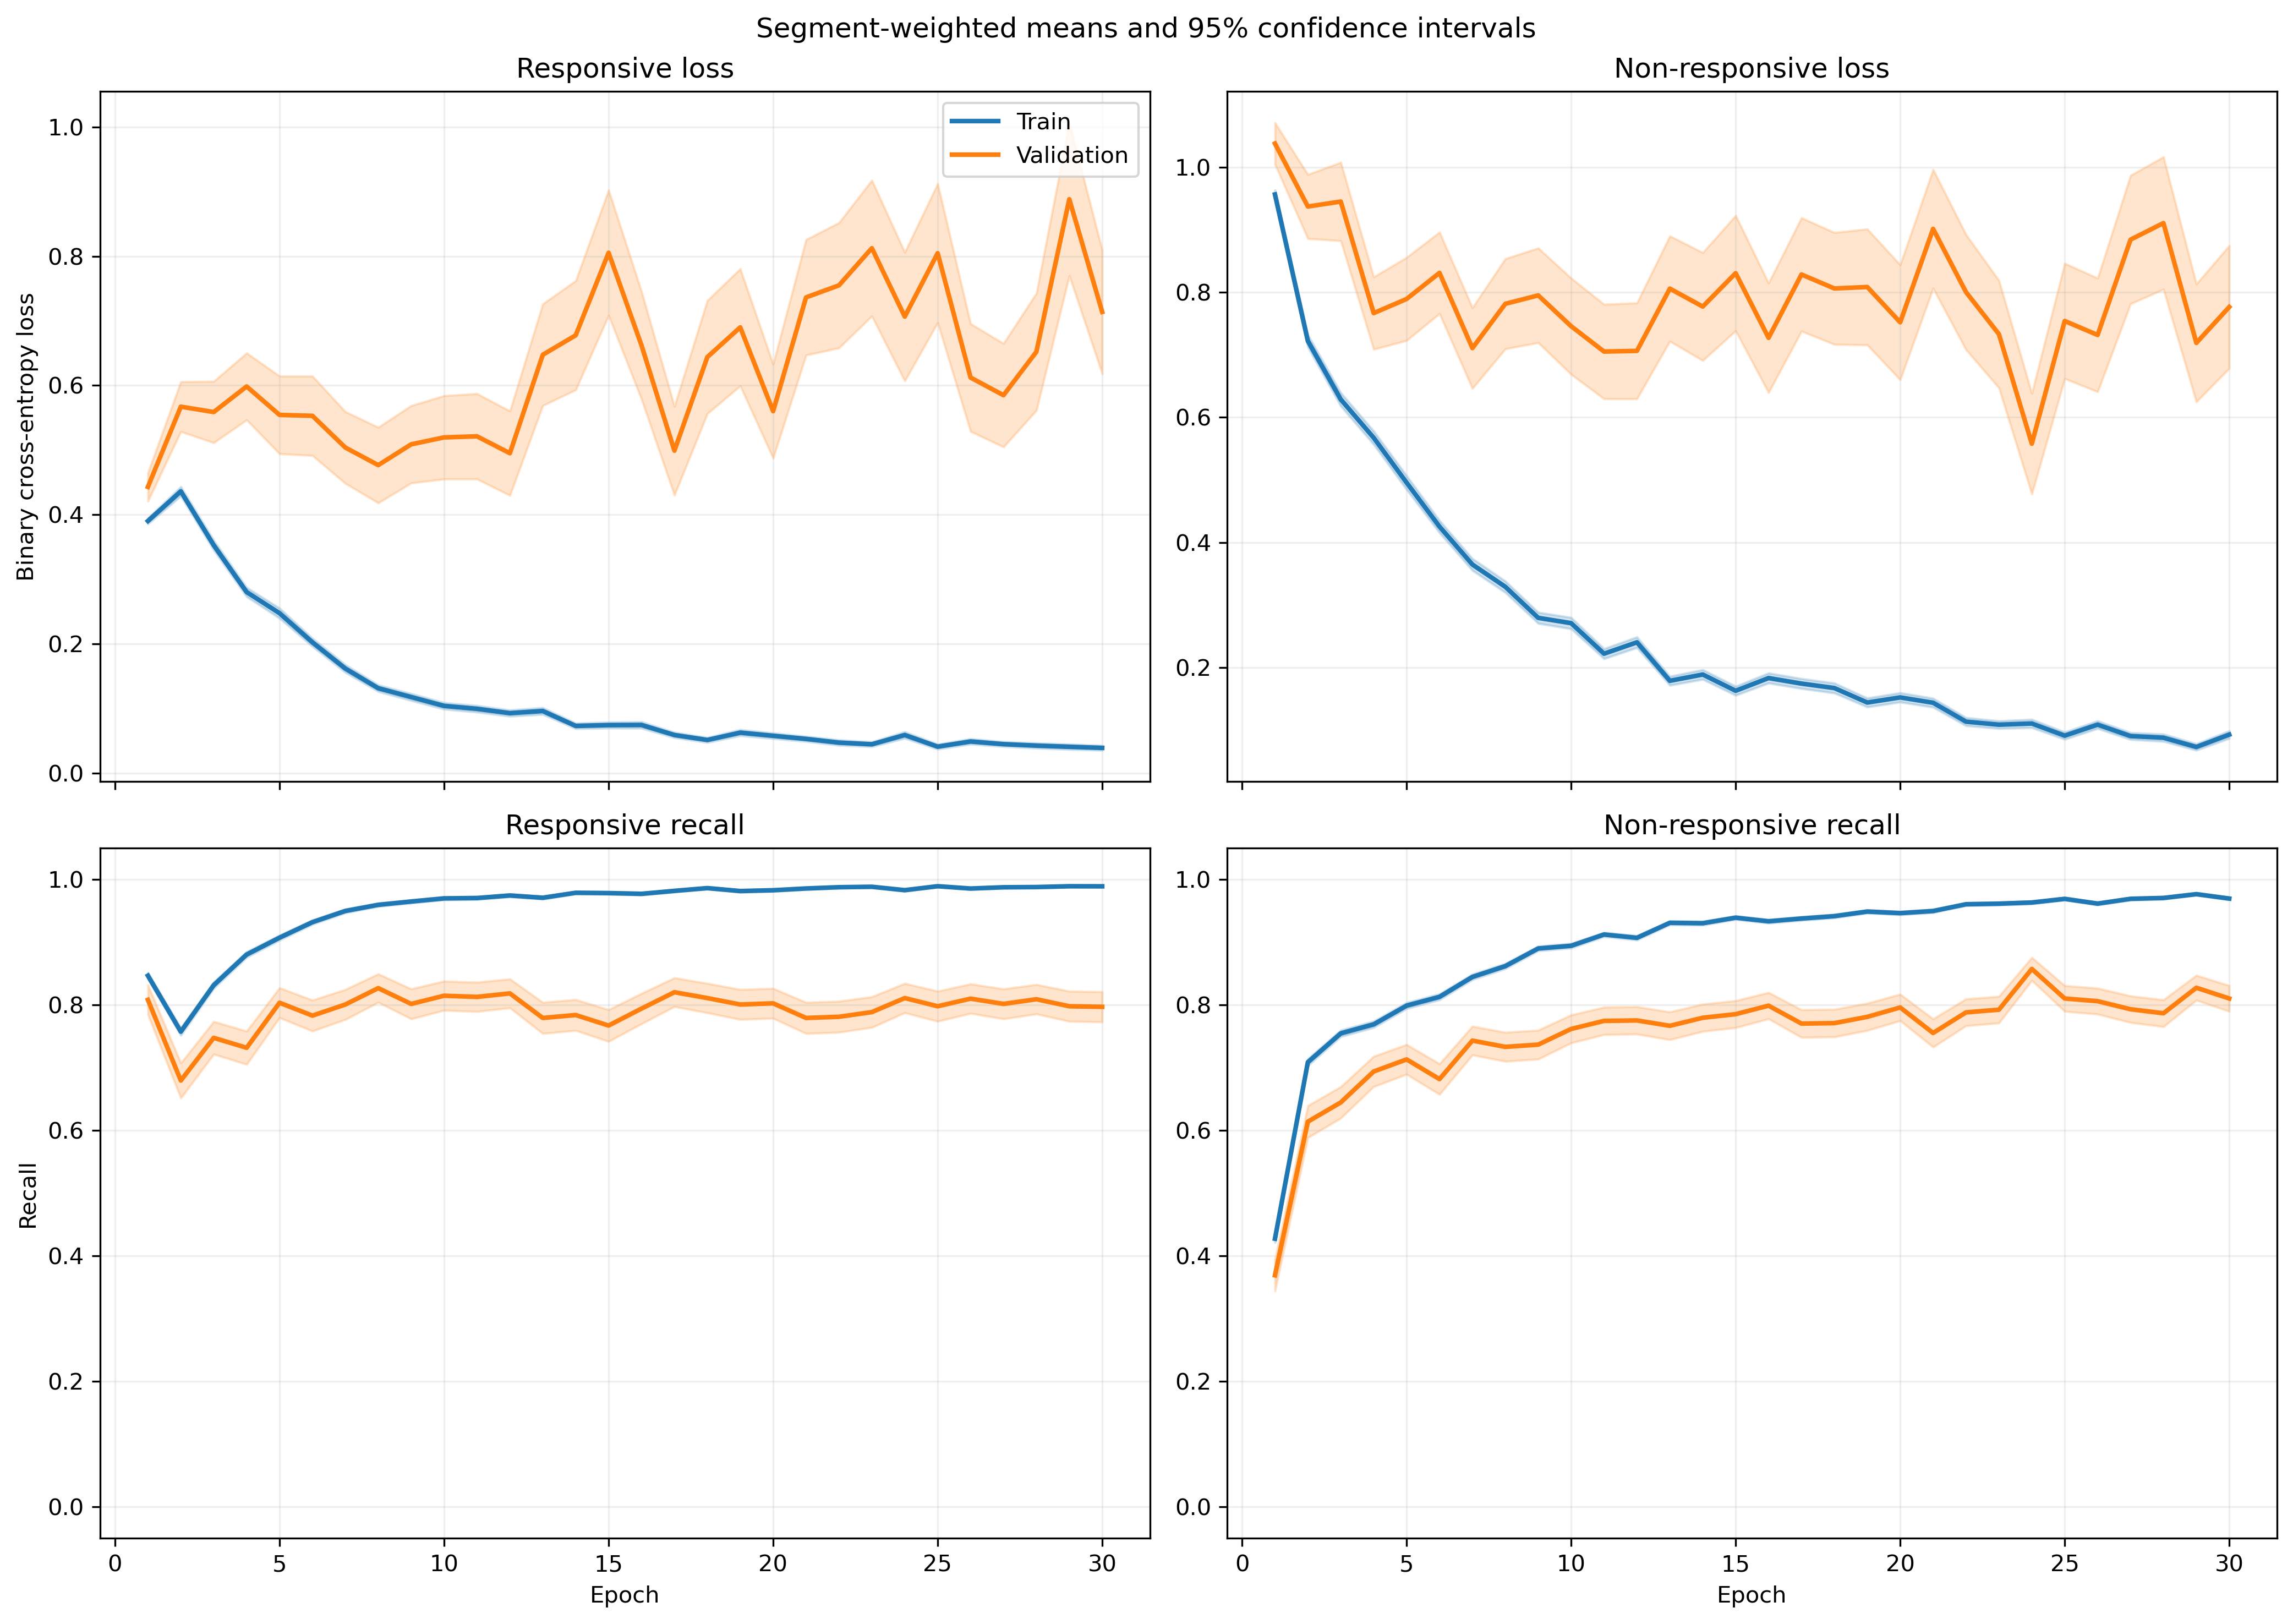 Segment-weighted means and 95% confidence intervals
Responsive loss
Non-responsive loss
Train
Validation
1.0
0.8
0.6
0.4
0.2
0.0
Binary cross-entropy loss
1.0
0.8
0.6
0.4
0.2
Responsive recall
Non-responsive recall
1.0
0.8
0.6
0.4
0.2
0.0
Recall
1.0
0.8
0.6
0.4
0.2
0.0
0 5 10 15 20 25 30
0 5 10 15 20 25 30
Epoch
Epoch